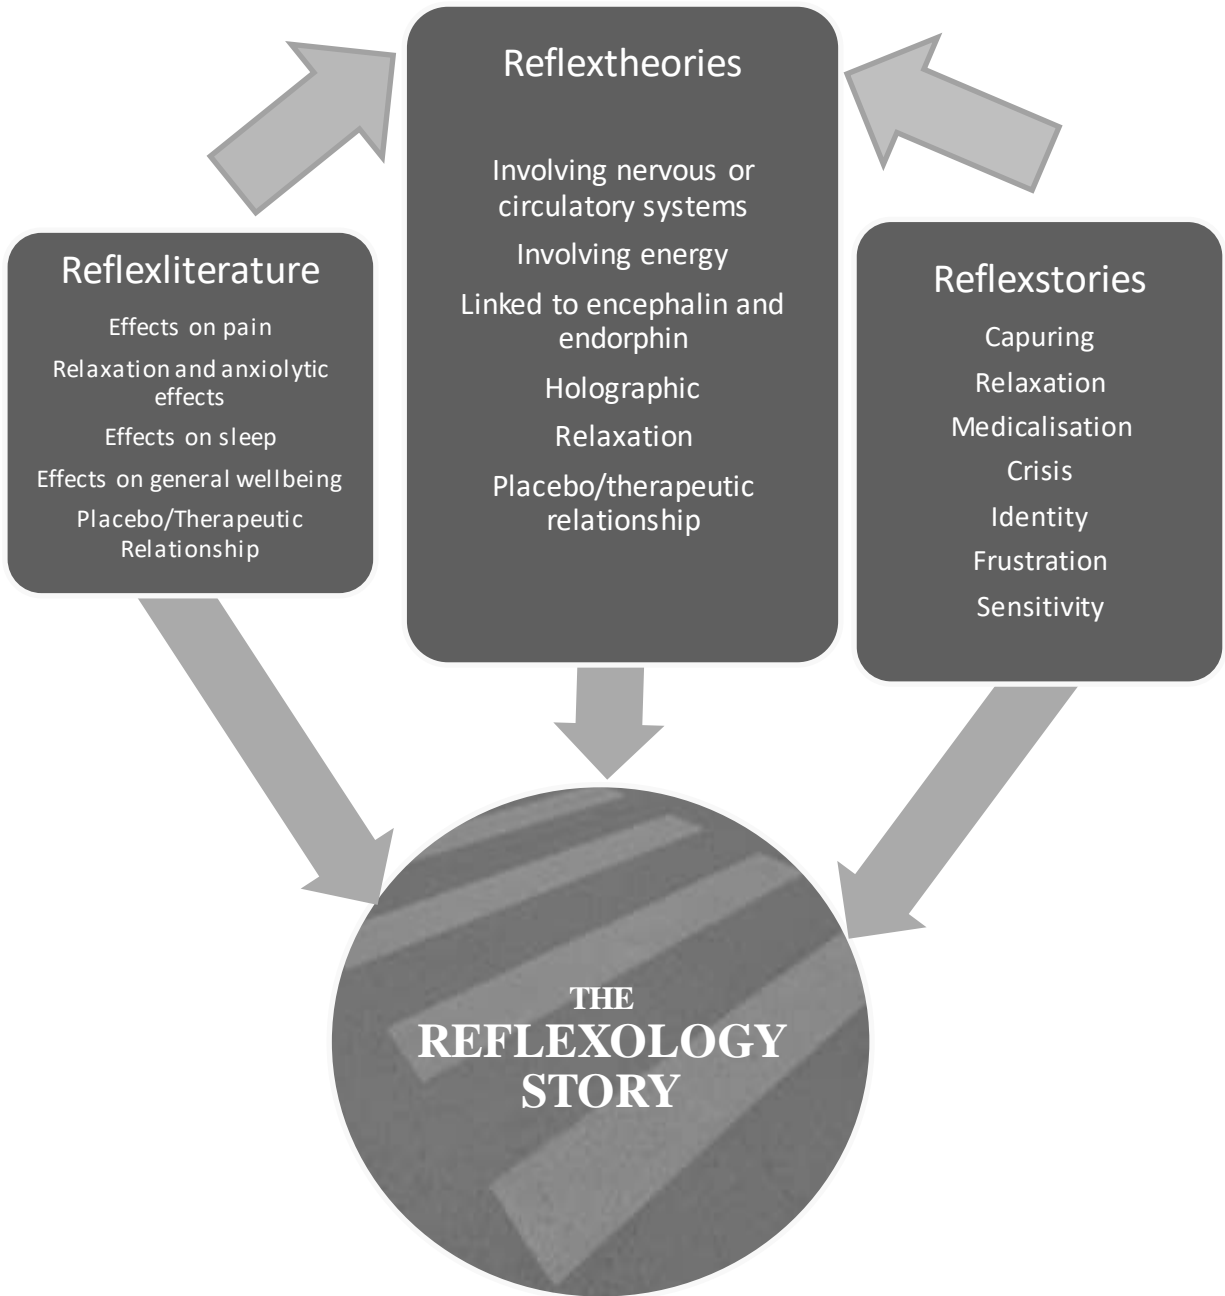 Reflexliterature
Effects on pain
Relaxation and anxiolytic
effects
Effects on sleep
Effects on general wellbeing
Placebo/Therapeutic
Relationship
Reflextheories
Involving nervous or
circulatory systems
Involving energy
Linked to encephalin and
endorphin
Holographic
Relaxation
Placebo/therapeutic
relationship
Reflexstories
Capuring
Relaxation
Medicalisation
Crisis
Identity
Frustration
Sensitivity
THE
REFLEXOLOGY
STORY